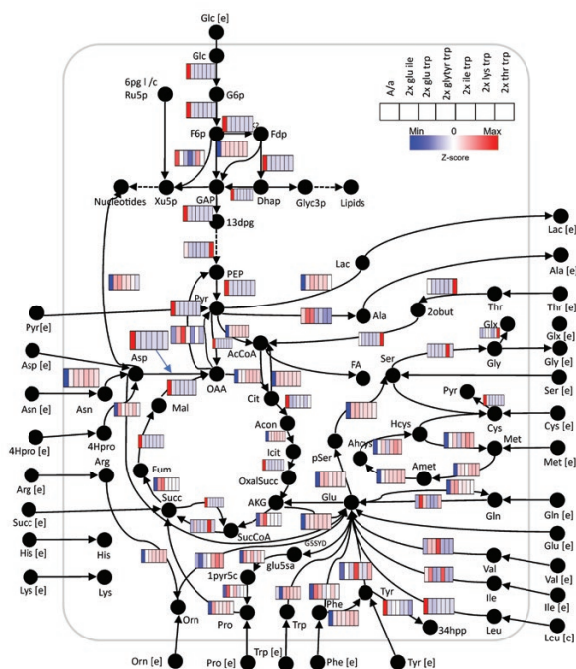 Glc [e]
Glc
6pg l /c
Ru5p
G6p
F6p
Fdp
A/a
2x glu ile
2x glu trp
2x glytyr trp
2x ile trp
2x lys trp
2x thr trp
Min
0
Max
Z-score
Nucleotides
Xu5p
GAP
Dhap
Glyc3p
Lipids
13dpg
PEP
Lac
Lac [e]
Ala [e]
Pyr
Ala
2obut
Thr
Thr [e]
Pyr[e]
Glx
Glx [e]
Asp
AcCoA
Gly
Gly [e]
Asp [e]
Ser
FA
OAA
Ser [e]
Asn
Asn [e]
Mal
Cit
Pyr
Cys
Cys [e]
4Hpro
4Hpro [e]
Acon
Hcys
Met
Met [e]
Ahcys
Icit
pSer
Amet
Arg
Arg [e]
Fum
OxalSucc
Succ
AKG
Glu
Gln
Gln [e]
Succ [e]
SucCoA
G5SYD
Glu [e]
His [e]
His
glu5sa
Val
Val [e]
1pyr5c
Lys [e]
Lys
Tyr
Ile
Ile [e]
Orn
Pro
Trp
Phe
34hpp
Leu
Leu [c]
Orn [e]
Pro [e]
Trp [e]
Phe [e]
Tyr [e]